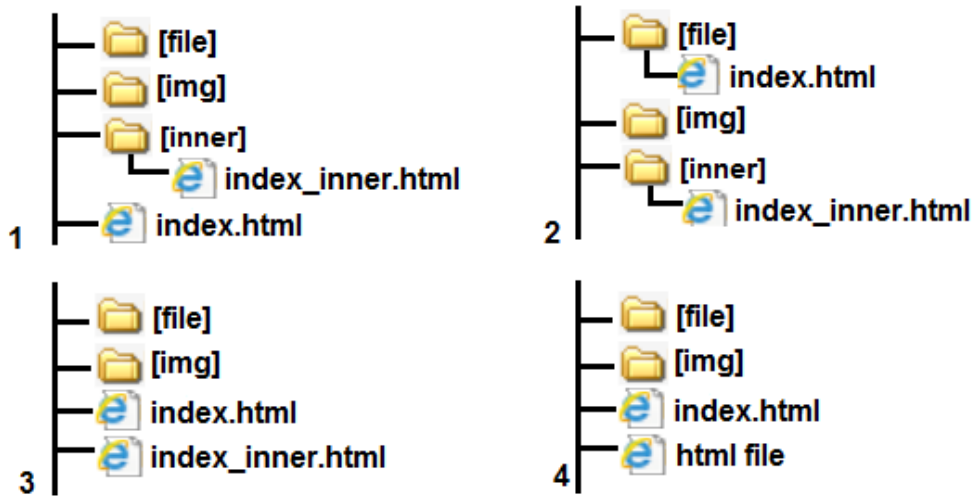 [file]
[img]
[inner]
index_inner.html
index.html
1
[file]
index.html
[img]
[inner]
index_inner.html
2
[file]
[img]
index.html
index_inner.html
3
[file]
[img]
index.html
html file
4